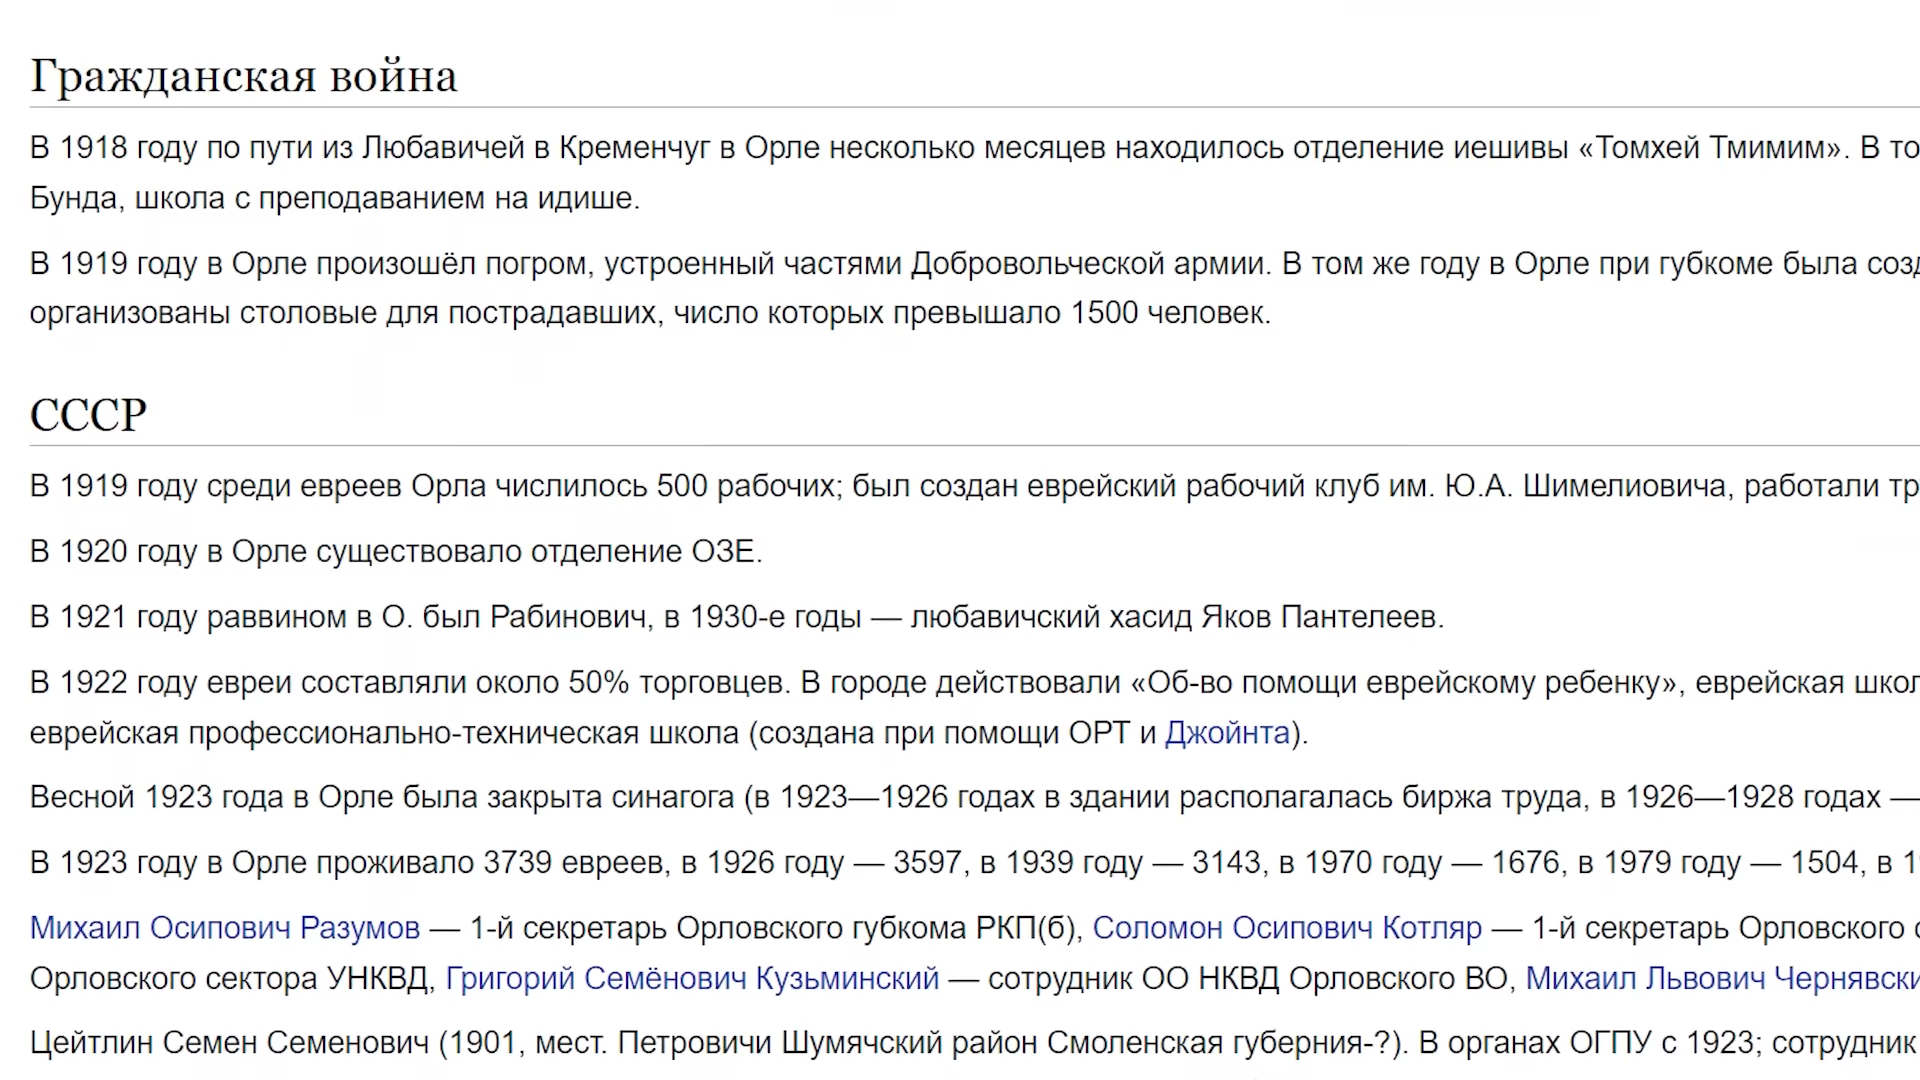 Гражданская война
В 1918 году по пути из Любавичей в Кременчуг в Орле несколько месяцев находилось отделение иешивы «Томхей Тмимим». В то
Бунда, школа с преподаванием на идише.
В 1919 году в Орле произошёл погром, устроенный частями Добровольческой армии. В том же году в Орле при губкоме была созд
организованы столовые для пострадавших, число которых превышало 1500 человек.
СССР
В 1919 году среди евреев Орла числилось 500 рабочих; был создан еврейский рабочий клуб им. Ю.А. Шимелиовича, работали тр
В 1920 году в Орле существовало отделение ОЗЕ.
В 1921 году раввином в О. был Рабинович, в 1930-е годы — любавичский хасид Яков Пантелеев.
В 1922 году евреи составляли около 50% торговцев. В городе действовали «Об-во помощи еврейскому ребенку», еврейская школ
еврейская профессионально-техническая школа (создана при помощи ОРТ и Джойнта).
Весной 1923 года в Орле была закрыта синагога (в 1923—1926 годах в здании располагалась биржа труда, в 1926—1928 годах —
В 1923 году в Орле проживало 3739 евреев, в 1926 году — 3597, в 1939 году — 3143, в 1970 году — 1676, в 1979 году — 1504, в 1
Михаил Осипович Разумов — 1-й секретарь Орловского губкома РКП(б), Соломон Осипович Котляр — 1-й секретарь Орловского о
Орловского сектора УНКВД, Григорий Семёнович Кузьминский — сотрудник ОО НКВД Орловского ВО, Михаил Львович Чернявски
Цейтлин Семен Семенович (1901, мест. Петровичи Шумячский район Смоленская губерния-?). В органах ОГПУ с 1923; сотрудник